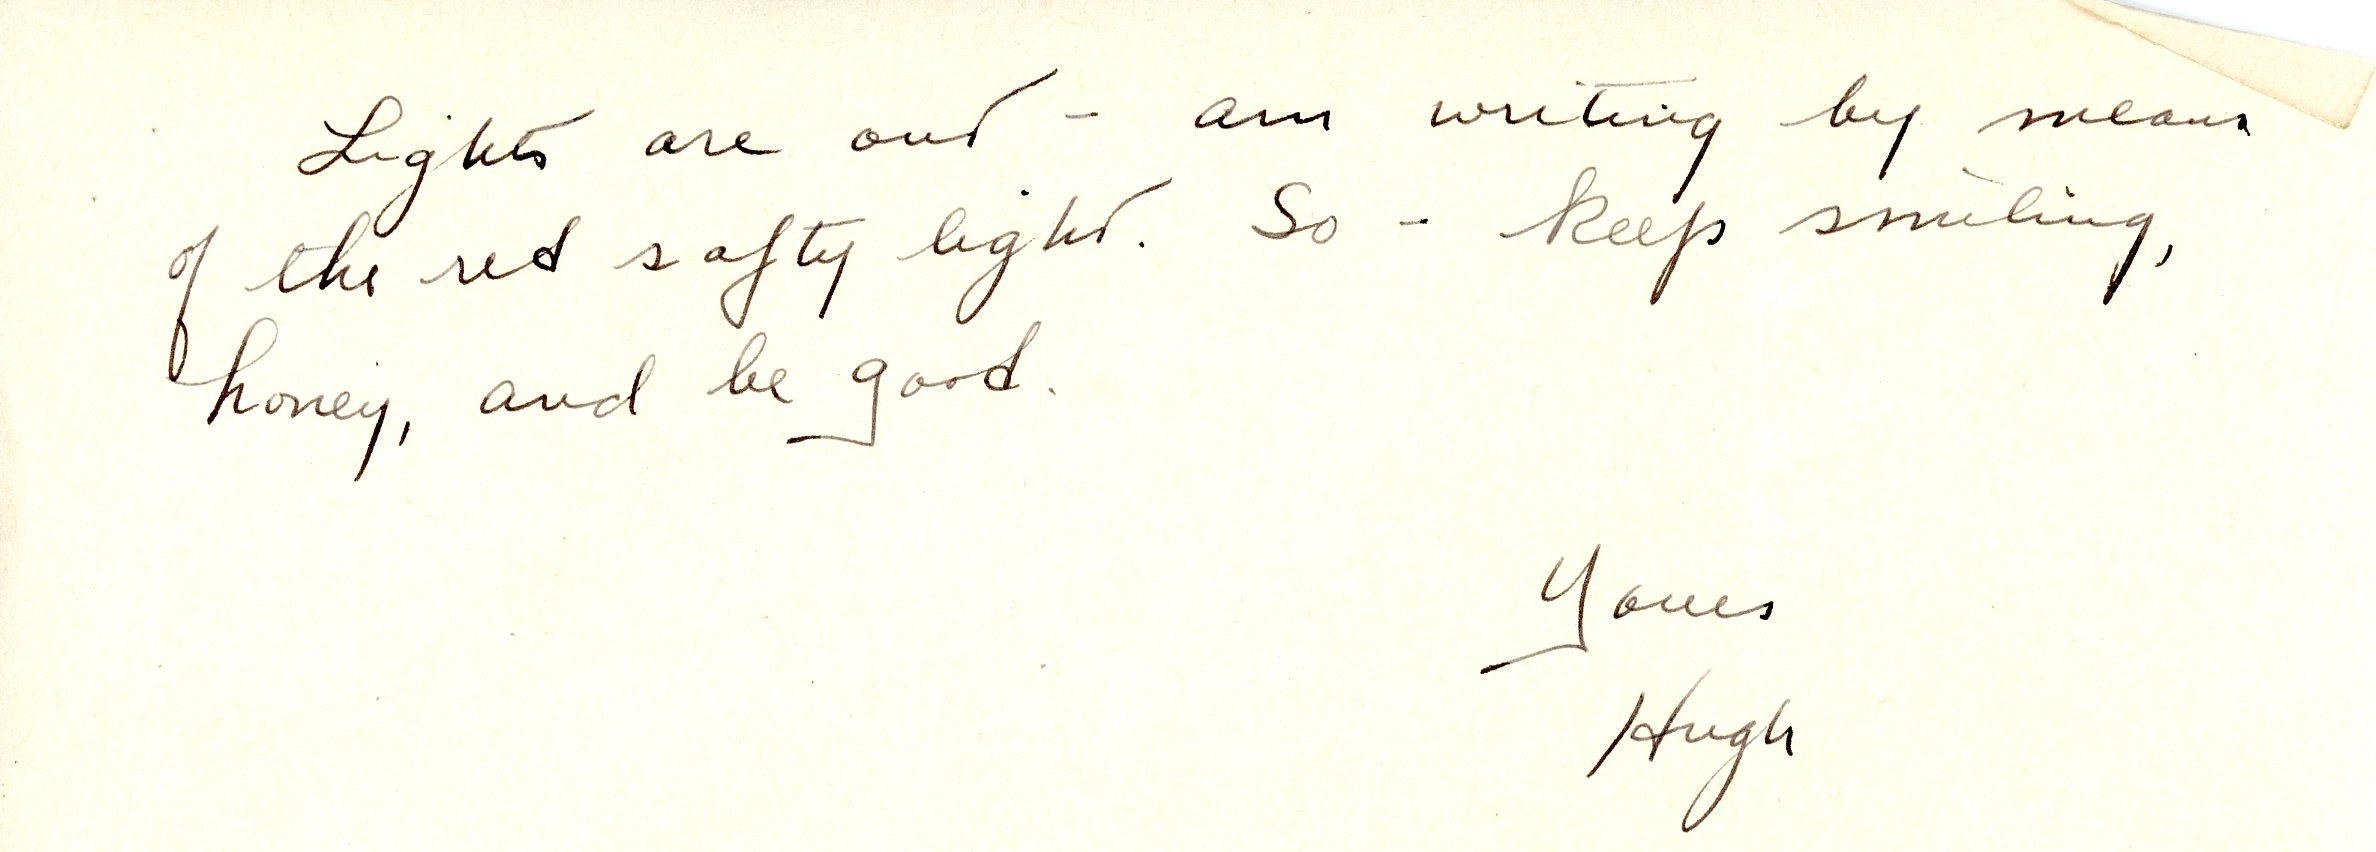 Lights are out - am writing by means
of the red safty light. So - keep smiling,
honey, and be good.
Yours
Hugh